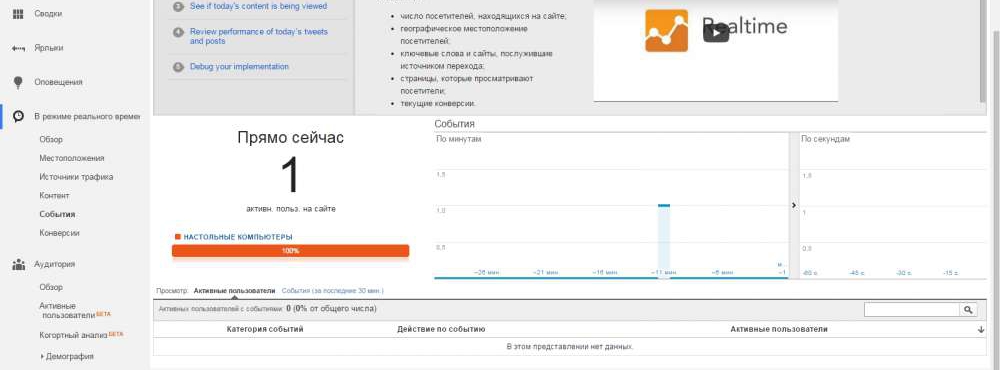 Сводки
Ярлыки
Оповещения
В режиме реального времен
Обзор
Местоположения
Источники трафика
Контент
События
Конверсии
Аудитория
Обзор
Активные
пользователи БЕТА
Когортный анализ БЕТА
Демография
3 See if today's content is being viewed
4 Review performance of today's tweets
and posts
5 Debug your implementation
• число посетителей, находящихся на сайте;
• географическое местоположение
посетителей;
• ключевые слова и сайты, послужившие
источником перехода;
• страницы, которые просматривают
посетители;
• текущие конверсии.
Realtime
Прямо сейчас
1
активн. польз. на сайте
НАСТОЛЬНЫЕ КОМПЬЮТЕРЫ
100%
События
По минутам
1,5
1,0
0,5
-26 мин. -21 мин. -16 мин. -11 мин. -6 мин. м... -1
По секундам
1,5
1
0,5
-60 с. -45 с. -30 с. -15 с.
Просмотр: Активные пользователи События (за последние 30 мин.)
Активных пользователей с событиями: 0 (0% от общего числа)
Категория событий Действие по событию Активные пользователи
В этом представлении нет данных.